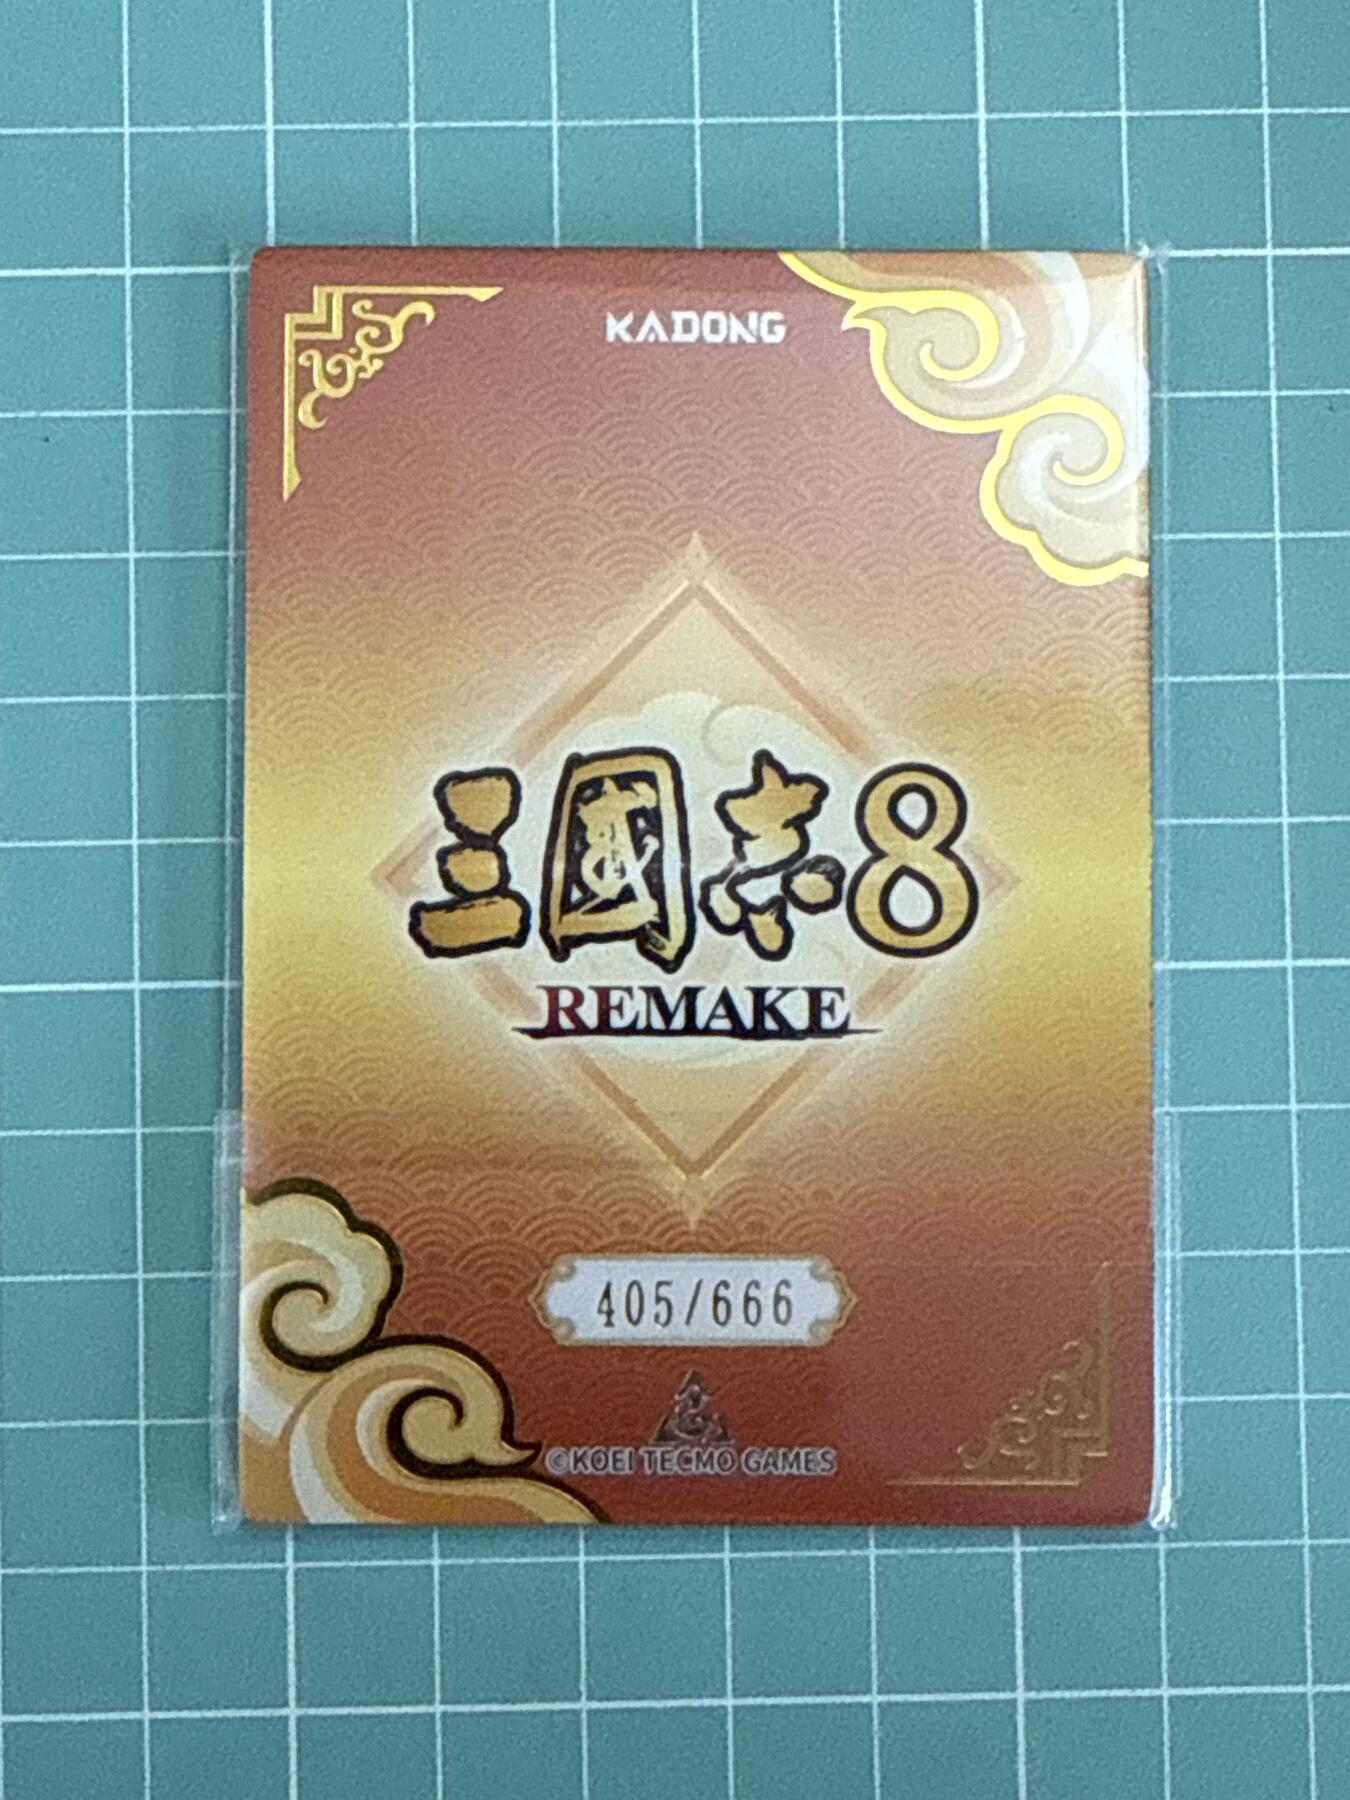 KADONG
三國志8
REMAKE
405/666
©KOEI TECMO GAMES